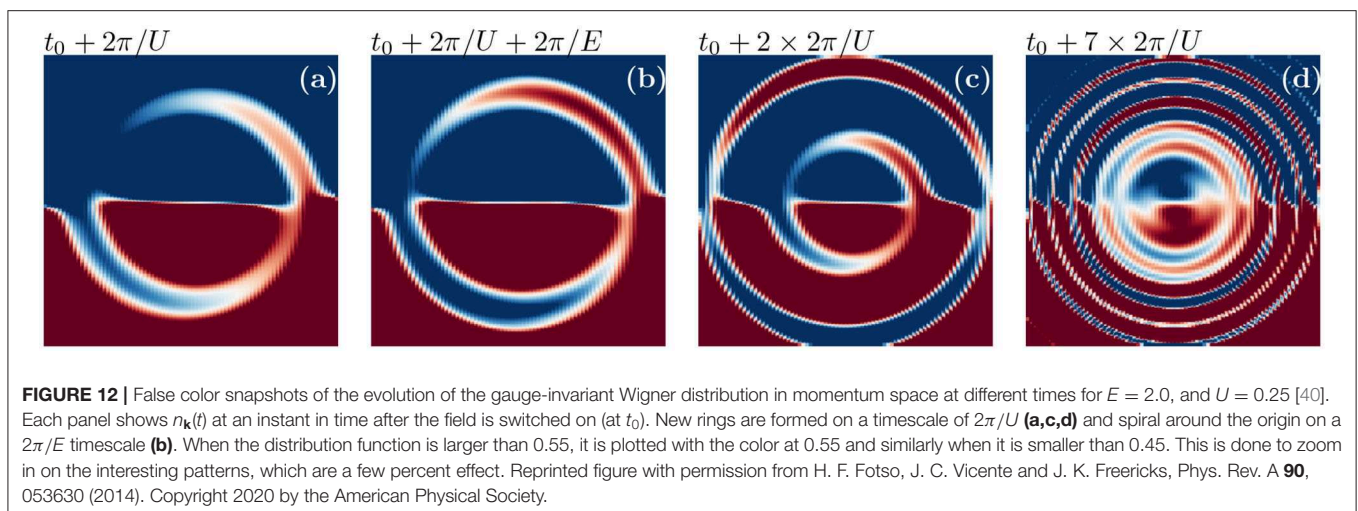 t₀ + 2π/U
t₀ + 2π/U + 2π/E
t₀ + 2 × 2π/U
t₀ + 7 × 2π/U
(a)
(b)
(c)
(d)
FIGURE 12 | False color snapshots of the evolution of the gauge-invariant Wigner distribution in momentum space at different times for E = 2.0, and U = 0.25 [40].
Each panel shows nₖ(t) at an instant in time after the field is switched on (at t₀). New rings are formed on a timescale of 2π/U (a,c,d) and spiral around the origin on a
2π/E timescale (b). When the distribution function is larger than 0.55, it is plotted with the color at 0.55 and similarly when it is smaller than 0.45. This is done to zoom
in on the interesting patterns, which are a few percent effect. Reprinted figure with permission from H. F. Fotso, J. C. Vicente and J. K. Freericks, Phys. Rev. A 90,
053630 (2014). Copyright 2020 by the American Physical Society.